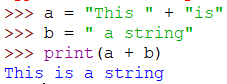 >>> a = "This " + "is"
>>> b = " a string"
>>> print(a + b)
This is a string